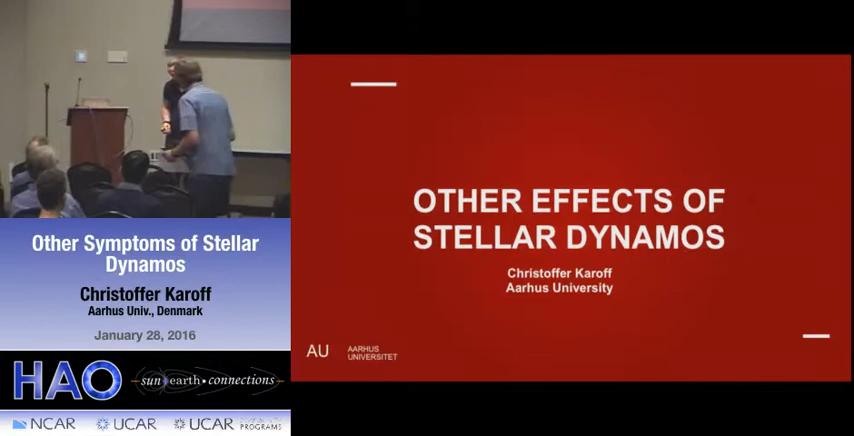 Other Symptoms of Stellar
Dynamos
Christoffer Karoff
Aarhus Univ., Denmark
January 28, 2016
HAO
sun•earth•connections
NCAR
UCAR
UCAR
PROGRAMS
OTHER EFFECTS OF
STELLAR DYNAMOS
Christoffer Karoff
Aarhus University
AU
AARHUS
UNIVERSITET